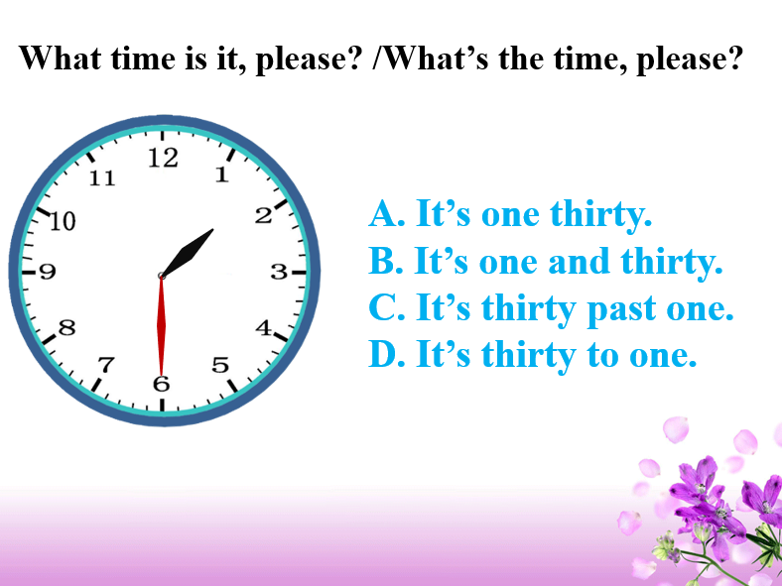 What time is it, please? /What’s the time, please?
12
11
1
10
2
9
3
8
4
7
5
6
A. It’s one thirty.
B. It’s one and thirty.
C. It’s thirty past one.
D. It’s thirty to one.